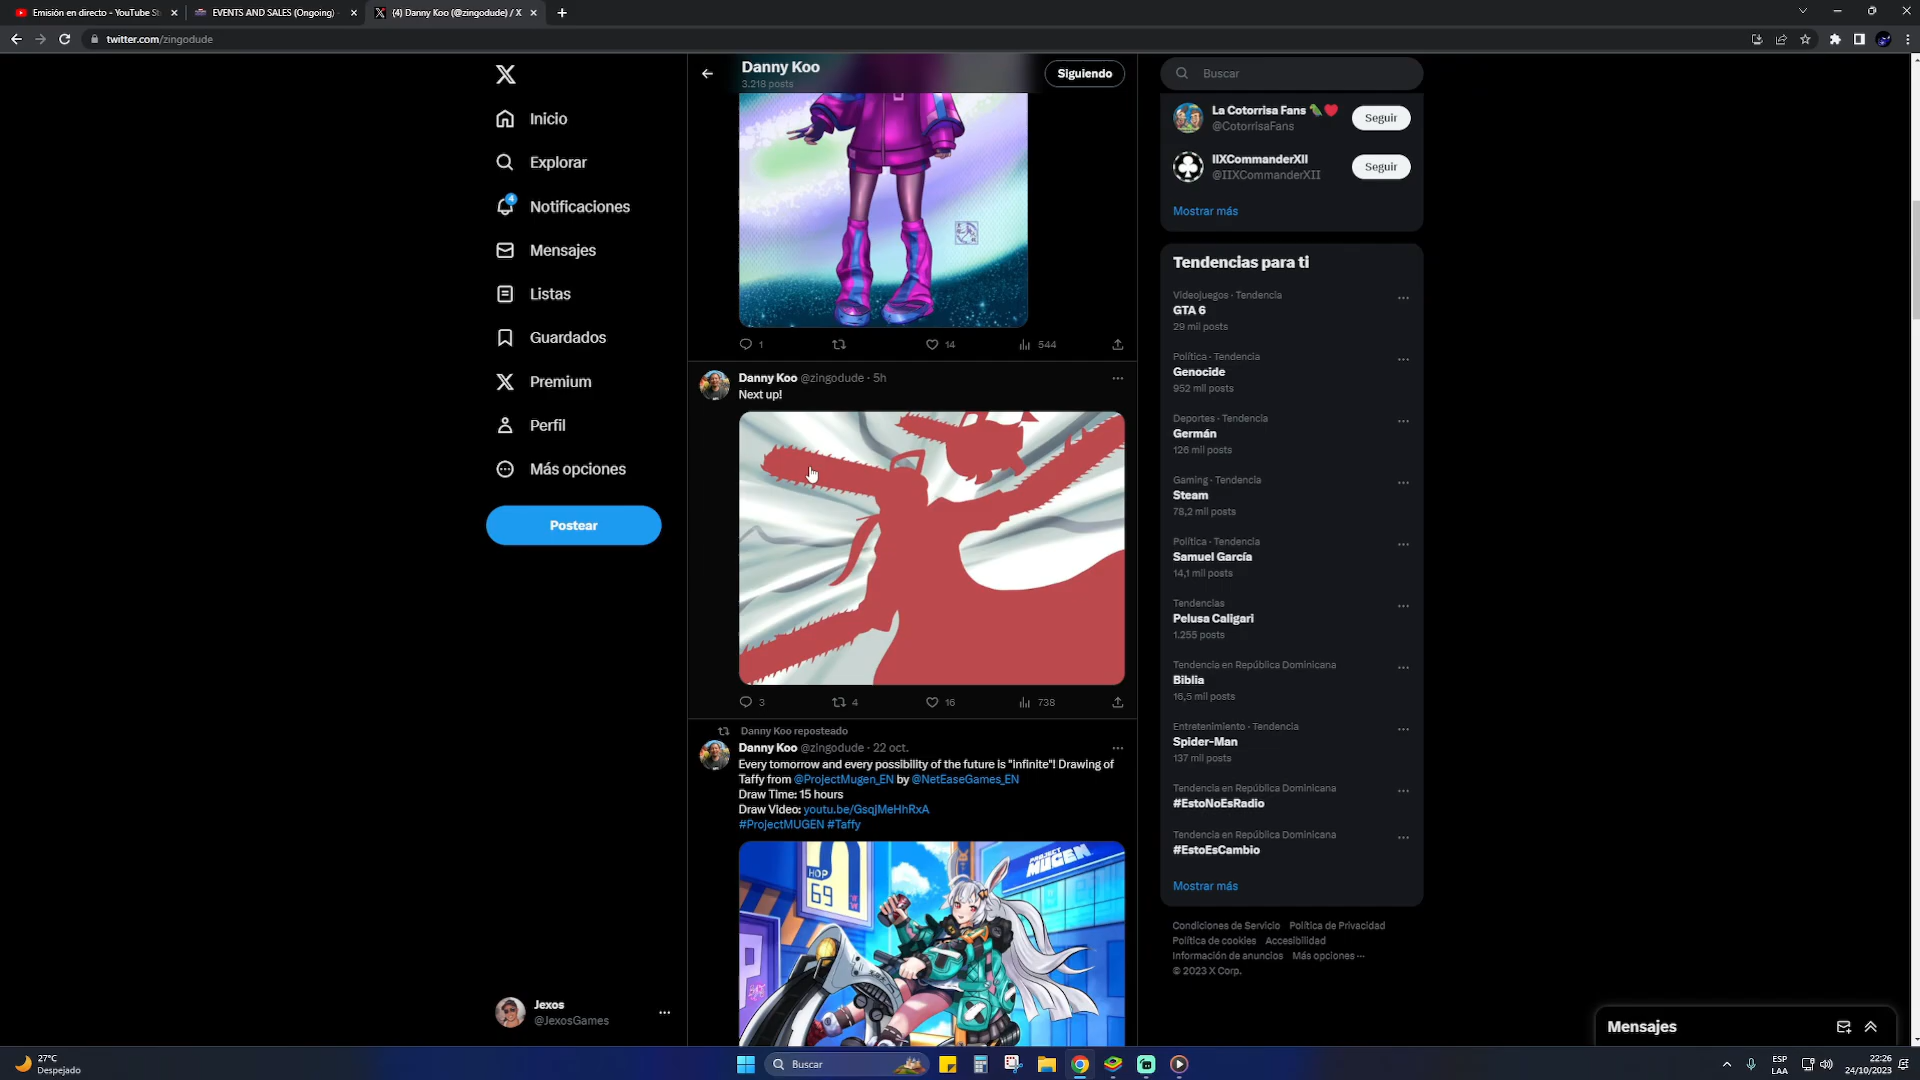 Emisión en directo - YouTube St
EVENTS AND SALES (Ongoing)
(4) Danny Koo (@zingodude) / X
twitter.com/zingodude
Inicio
Explorar
4
Notificaciones
Mensajes
Listas
Guardados
Premium
Perfil
Más opciones
Postear
Jexos
@JexosGames
Danny Koo
3.218 posts
Siguiendo
1
14
544
Danny Koo @zingodude · 5h
Next up!
3
4
16
738
Danny Koo reposteado
Danny Koo @zingodude · 22 oct.
Every tomorrow and every possibility of the future is "Infinite"! Drawing of
Taffy from @ProjectMugen_EN by @NetEaseGames_EN
Draw Time: 15 hours
Draw Video: youtu.be/GsqjMeHhRxA
#ProjectMUGEN #Taffy
HOP
69
PROJECT
MUGEN
Buscar
La Cotorrisa Fans
@CotorrisaFans
Seguir
IIXCommanderXII
@IIXCommanderXII
Seguir
Mostrar más
Tendencias para ti
Videojuegos · Tendencia
GTA 6
29 mil posts
Política · Tendencia
Genocide
952 mil posts
Deportes · Tendencia
Germán
126 mil posts
Gaming · Tendencia
Steam
78,2 mil posts
Política · Tendencia
Samuel García
14,1 mil posts
Tendencias
Pelusa Caligari
1.255 posts
Tendencia en República Dominicana
Biblia
16,5 mil posts
Entretenimiento · Tendencia
Spider-Man
137 mil posts
Tendencia en República Dominicana
#EstoNoEsRadio
Tendencia en República Dominicana
#EstoEsCambio
Mostrar más
Condiciones de Servicio Política de Privacidad
Política de cookies Accesibilidad
Información de anuncios Más opciones ···
© 2023 X Corp.
Mensajes
27°C
Despejado
Buscar
ESP
LAA
22:26
24/10/2023